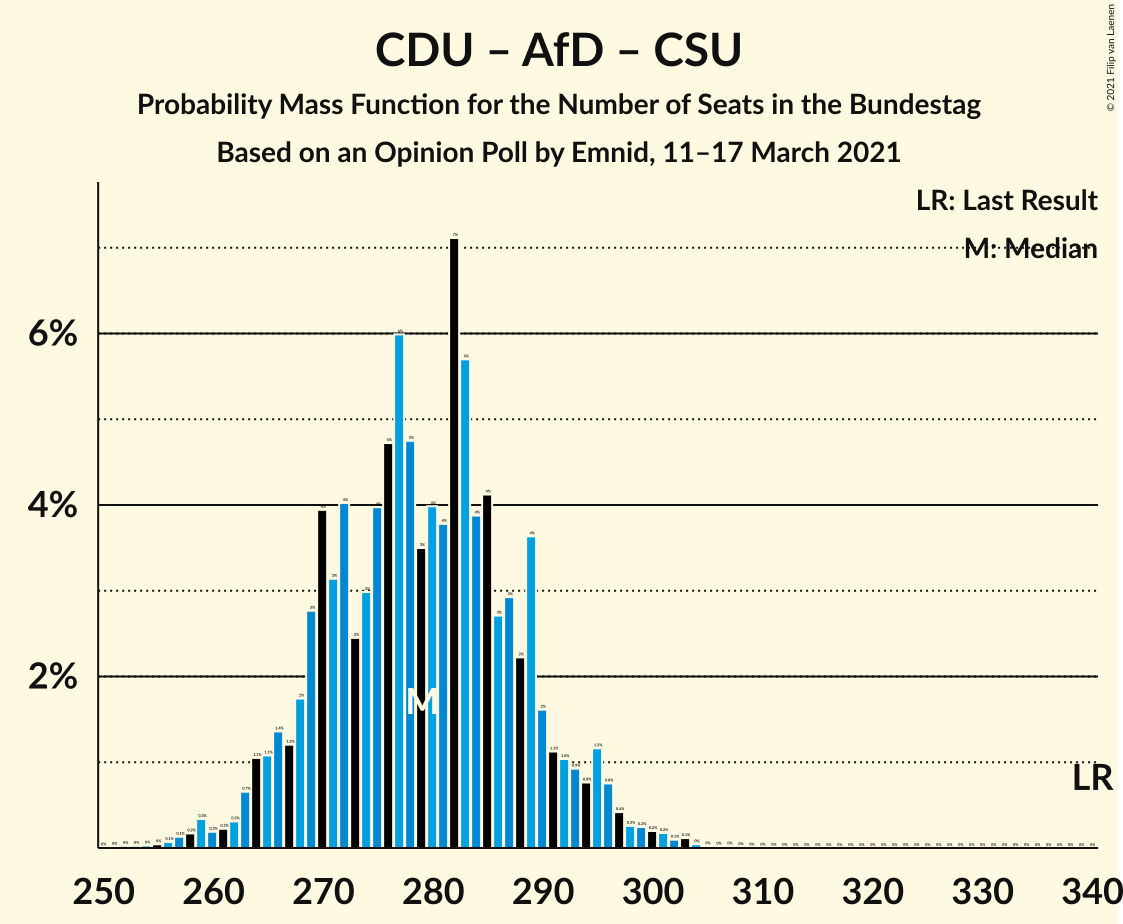 CDU – AfD – CSU
Probability Mass Function for the Number of Seats in the Bundestag
Based on an Opinion Poll by Emnid, 11–17 March 2021
© 2021 Filip van Laenen
LR: Last Result
M: Median
6%
4%
2%
M
LR
250 260 270 280 290 300 310 320 330 340